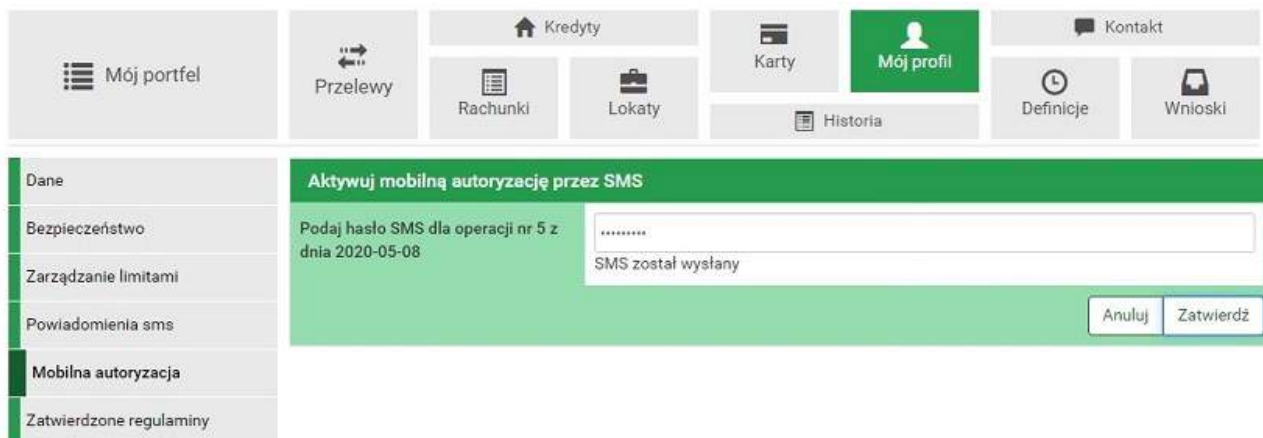 Mój portfel
Przelewy
Kredyty
Rachunki
Lokaty
Karty
Mój profil
Historia
Kontakt
Definicje
Wnioski
Dane
Bezpieczeństwo
Zarządzanie limitami
Powiadomienia sms
Mobilna autoryzacja
Zatwierdzone regulaminy
Aktywuj mobilną autoryzację przez SMS
Podaj hasło SMS dla operacji nr 5 z
dnia 2020-05-08
•••••••••
SMS został wysłany
Anuluj
Zatwierdź